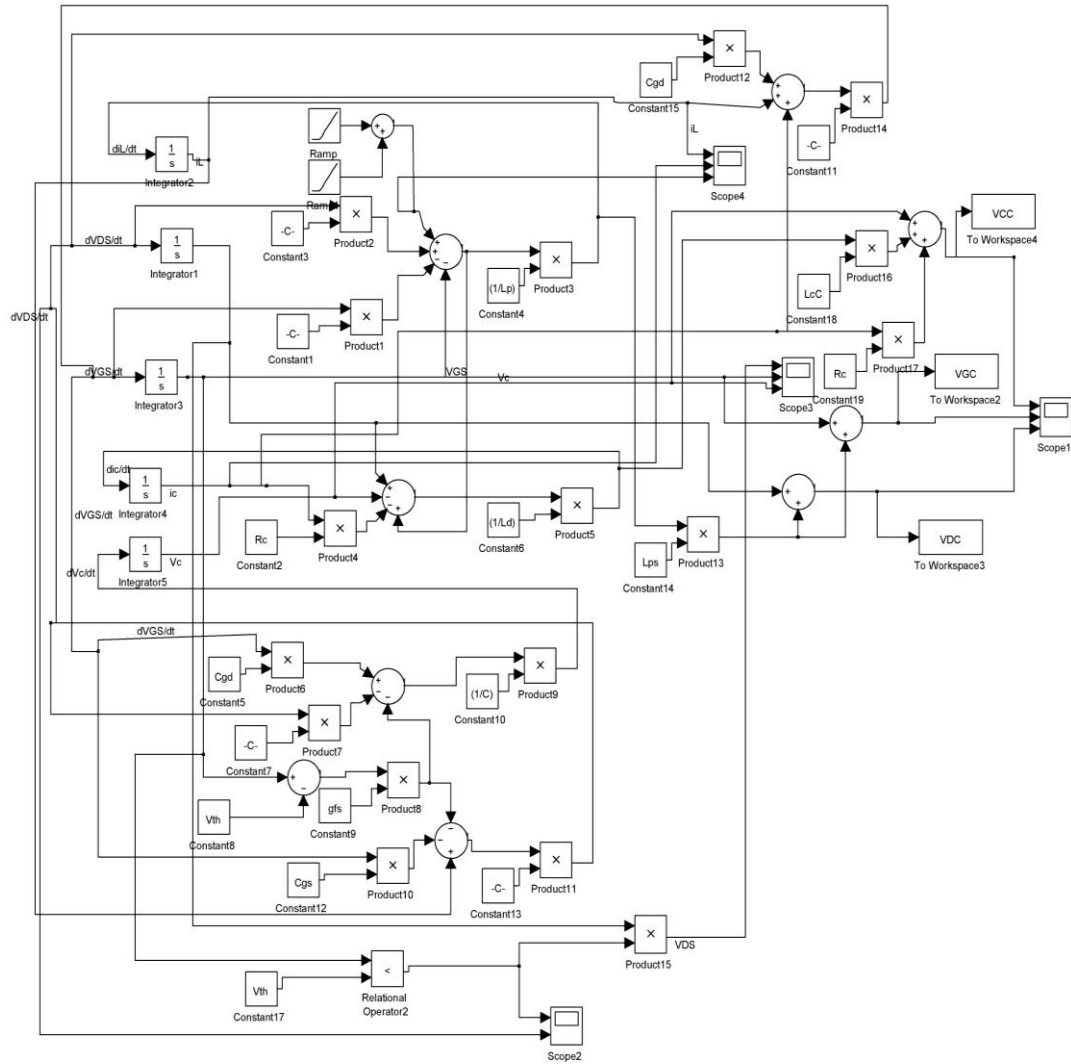 ×
Product12
Cgd
Constant15
+
+
+
×
Product14
-C-
Constant11
diL/dt
1
s
iL
Integrator2
Ramp
+
+
iL
Scope4
×
Product2
-C-
Constant3
dVDS/dt
1
s
Integrator1
+
+
−
−
×
Product3
(1/Lp)
Constant4
+
+
+
VCC
To Workspace4
×
Product16
LcC
Constant18
dVDS/dt
×
Product1
-C-
Constant1
×
Product17
Rc
Constant19
dVGS/dt
1
s
Integrator3
VGS
Vc
Scope3
VGC
To Workspace2
+
+
Scope1
dic/dt
1
s
ic
Integrator4
+
−
−
+
×
Product5
(1/Ld)
Constant6
+
+
dVGS/dt
×
Product4
Rc
Constant2
×
Product13
Lps
Constant14
VDC
To Workspace3
1
s
Vc
Integrator5
dVc/dt
dVGS/dt
×
Product6
Cgd
Constant5
+
−
−
×
Product9
(1/C)
Constant10
×
Product7
-C-
Constant7
+
−
×
Product8
gfs
Constant9
Vth
Constant8
−
−
+
×
Product10
Cgs
Constant12
×
Product11
-C-
Constant13
×
Product15
VDS
<
Relational
Operator2
Vth
Constant17
Scope2